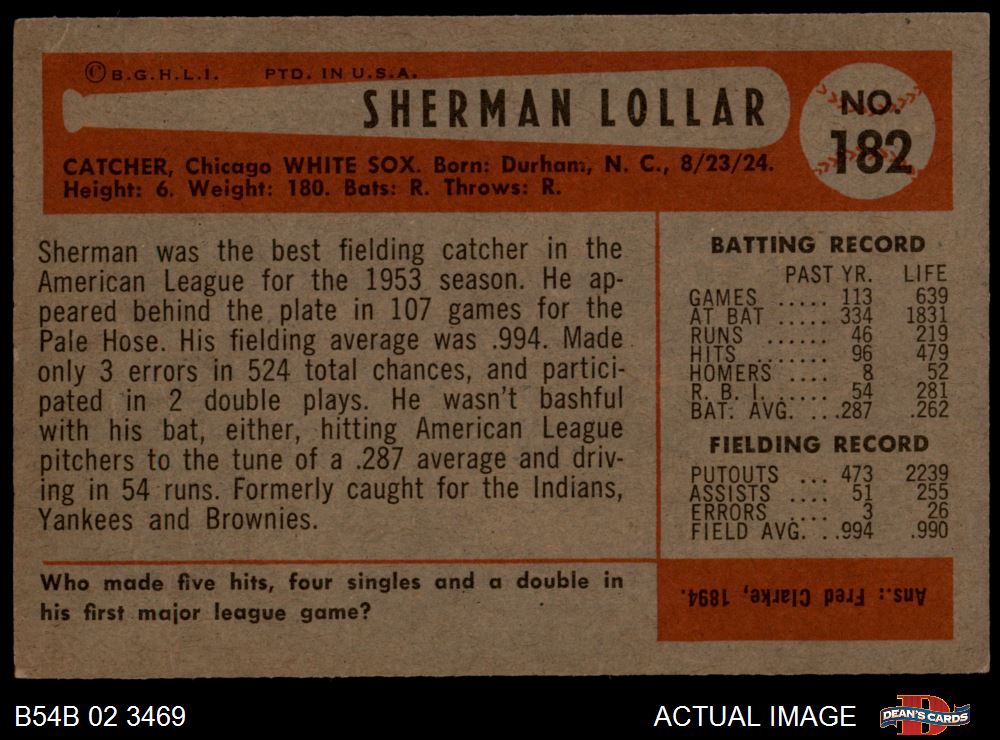 ©B.G.H.L.I. PTD. IN U.S.A.
SHERMAN LOLLAR
NO.
182
CATCHER, Chicago WHITE SOX. Born: Durham, N. C., 8/23/24.
Height: 6. Weight: 180. Bats: R. Throws: R.
Sherman was the best fielding catcher in the
American League for the 1953 season. He ap-
peared behind the plate in 107 games for the
Pale Hose. His fielding average was .994. Made
only 3 errors in 524 total chances, and partici-
pated in 2 double plays. He wasn't bashful
with his bat, either, hitting American League
pitchers to the tune of a .287 average and driv-
ing in 54 runs. Formerly caught for the Indians,
Yankees and Brownies.
BATTING RECORD
PAST YR. LIFE
GAMES ..... 113 639
AT BAT ..... 334 1831
RUNS ..... 46 219
HITS ....... 96 479
HOMERS .... 8 52
R. B. I. ..... 54 281
BAT. AVG. ...287 .262
FIELDING RECORD
PUTOUTS ... 473 2239
ASSISTS .... 51 255
ERRORS .... 3 26
FIELD AVG. ..994 .990
Who made five hits, four singles and a double in
his first major league game?
Ans.: Fred Clarke, 1894.
B54B 02 3469
ACTUAL IMAGE
DEAN'S CARDS